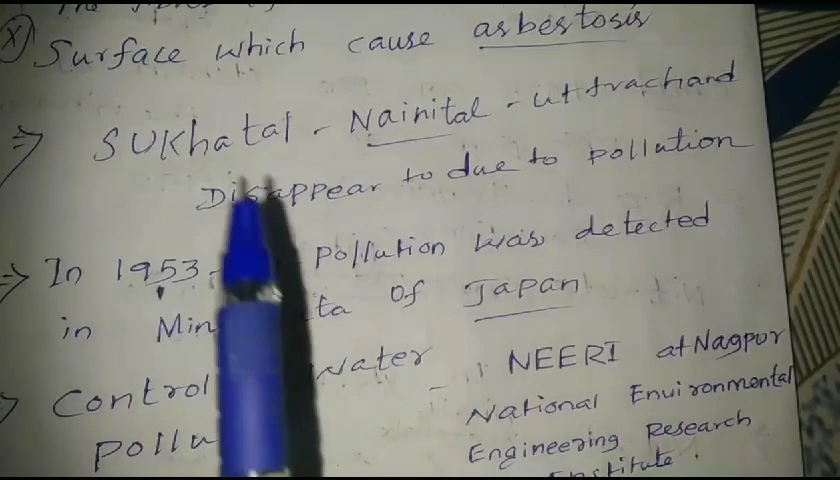 (x) Surface which cause asbestosis
⇒ SUKhatal - Nainital - uttrachand
Disappear to due to pollution
⇒ In 1953 - Pollution was detected
in of Japan
Control water
NEERI at Nagpur
National Environmental
Engineering Research
Institute.